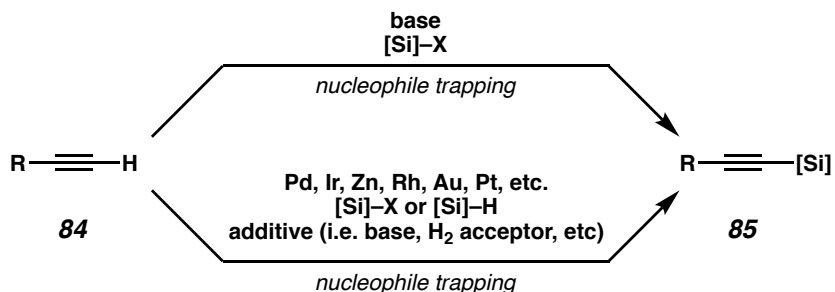 base
[Si]–X
nucleophile trapping
R H R [Si]
84 85
Pd, Ir, Zn, Rh, Au, Pt, etc.
[Si]–X or [Si]–H
additive (i.e. base, H₂ acceptor, etc)
nucleophile trapping